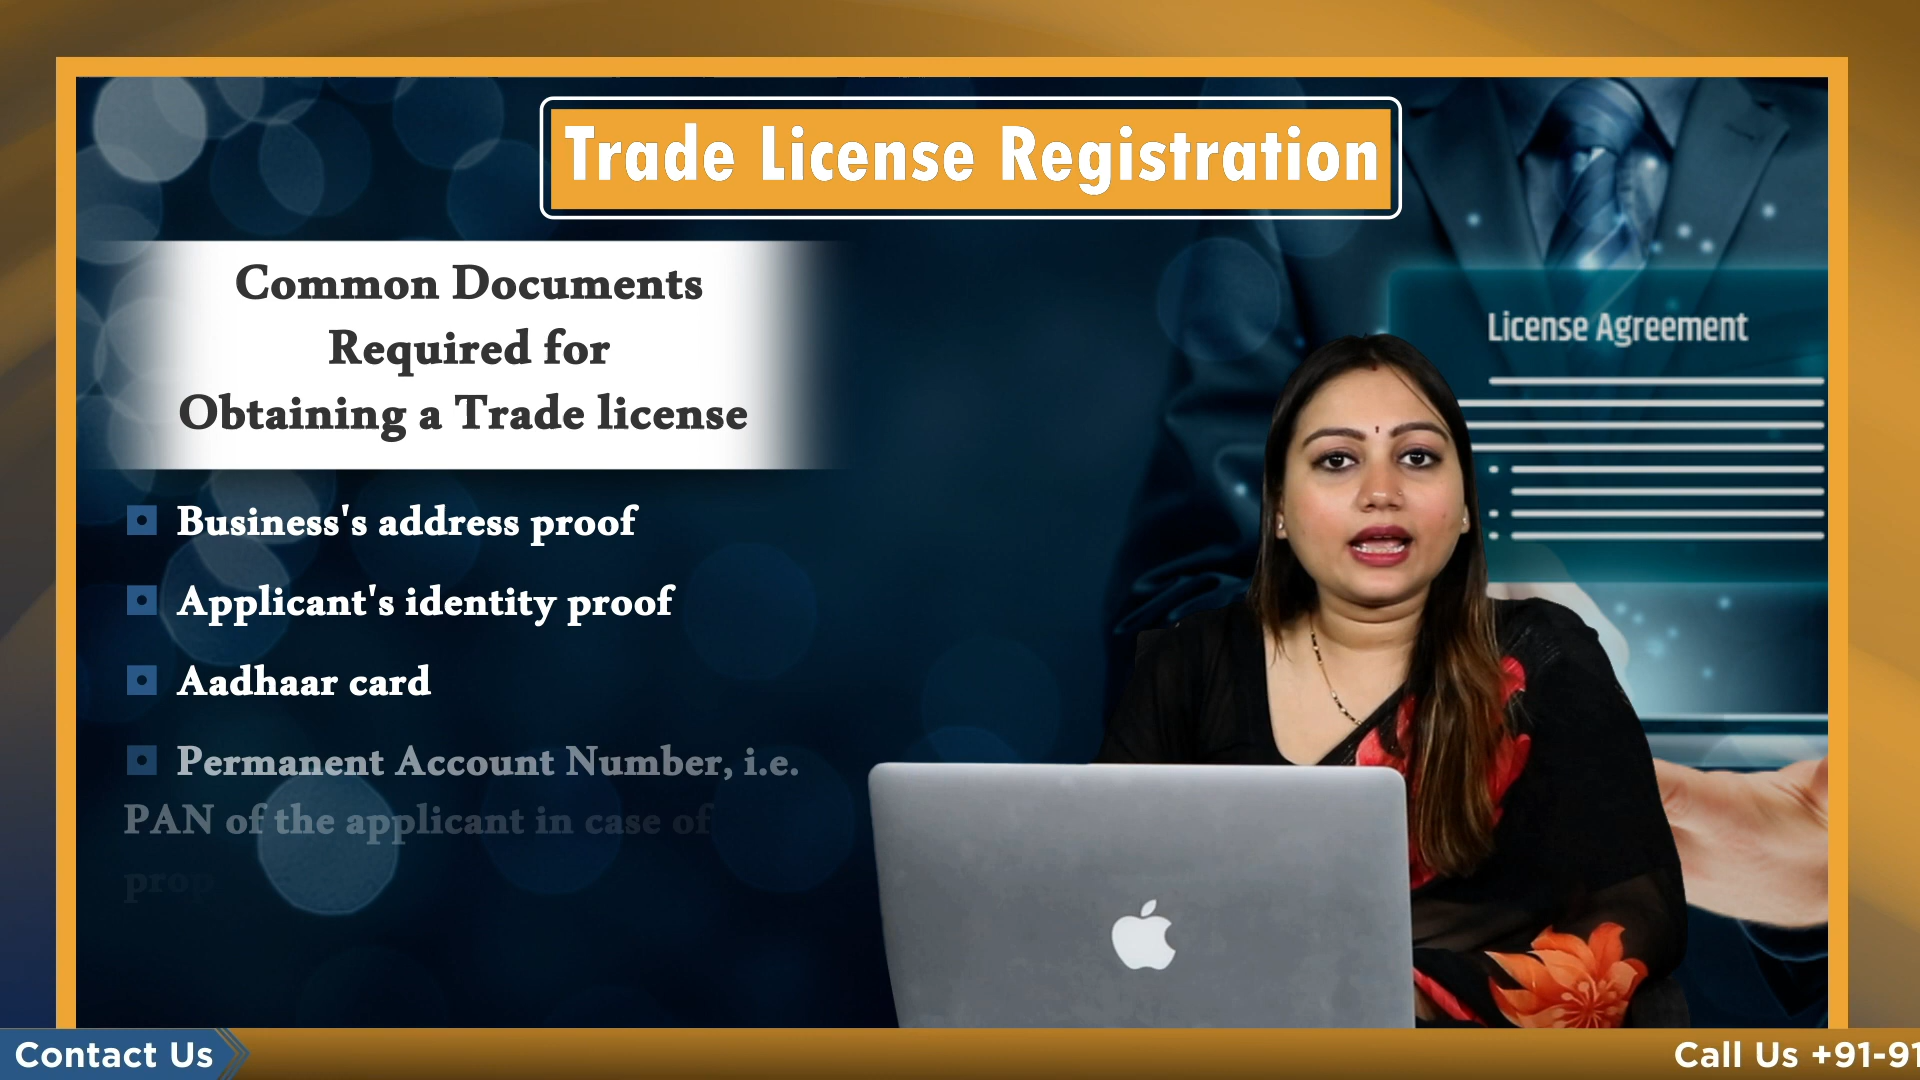 Trade License Registration
Common Documents
Required for
Obtaining a Trade license
Business's address proof
Applicant's identity proof
Aadhaar card
Permanent Account Number, i.e.
PAN of the applicant in case of
License Agreement
Contact Us
Call Us +91-91